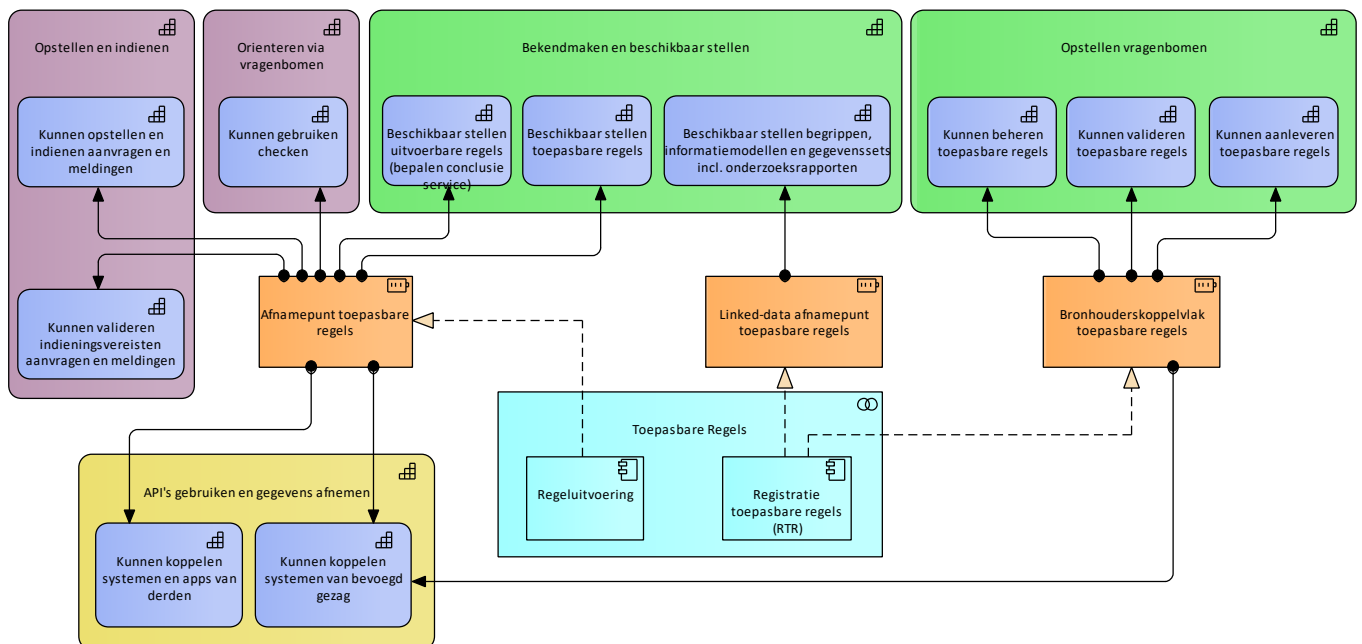 Opstellen en indienen
Orienteren via
vragenbomen
Bekendmaken en beschikbaar stellen
Opstellen vragenbomen
Kunnen opstellen en
indienen aanvragen en
meldingen
Kunnen gebruiken
checken
Beschikbaar stellen
uitvoerbare regels
(bepalen conclusie
service)
Beschikbaar stellen
toepasbare regels
Beschikbaar stellen begrippen,
informatiemodellen en gegevenssets
incl. onderzoeksrapporten
Kunnen beheren
toepasbare regels
Kunnen valideren
toepasbare regels
Kunnen aanleveren
toepasbare regels
Kunnen valideren
indieningsvereisten
aanvragen en meldingen
Afnamepunt toepasbare
regels
Linked-data afnamepunt
toepasbare regels
Bronhouderskoppelvlak
toepasbare regels
Toepasbare Regels
Regeluitvoering
Registratie
toepasbare regels
(RTR)
API's gebruiken en gegevens afnemen
Kunnen koppelen
systemen en apps van
derden
Kunnen koppelen
systemen van bevoegd
gezag